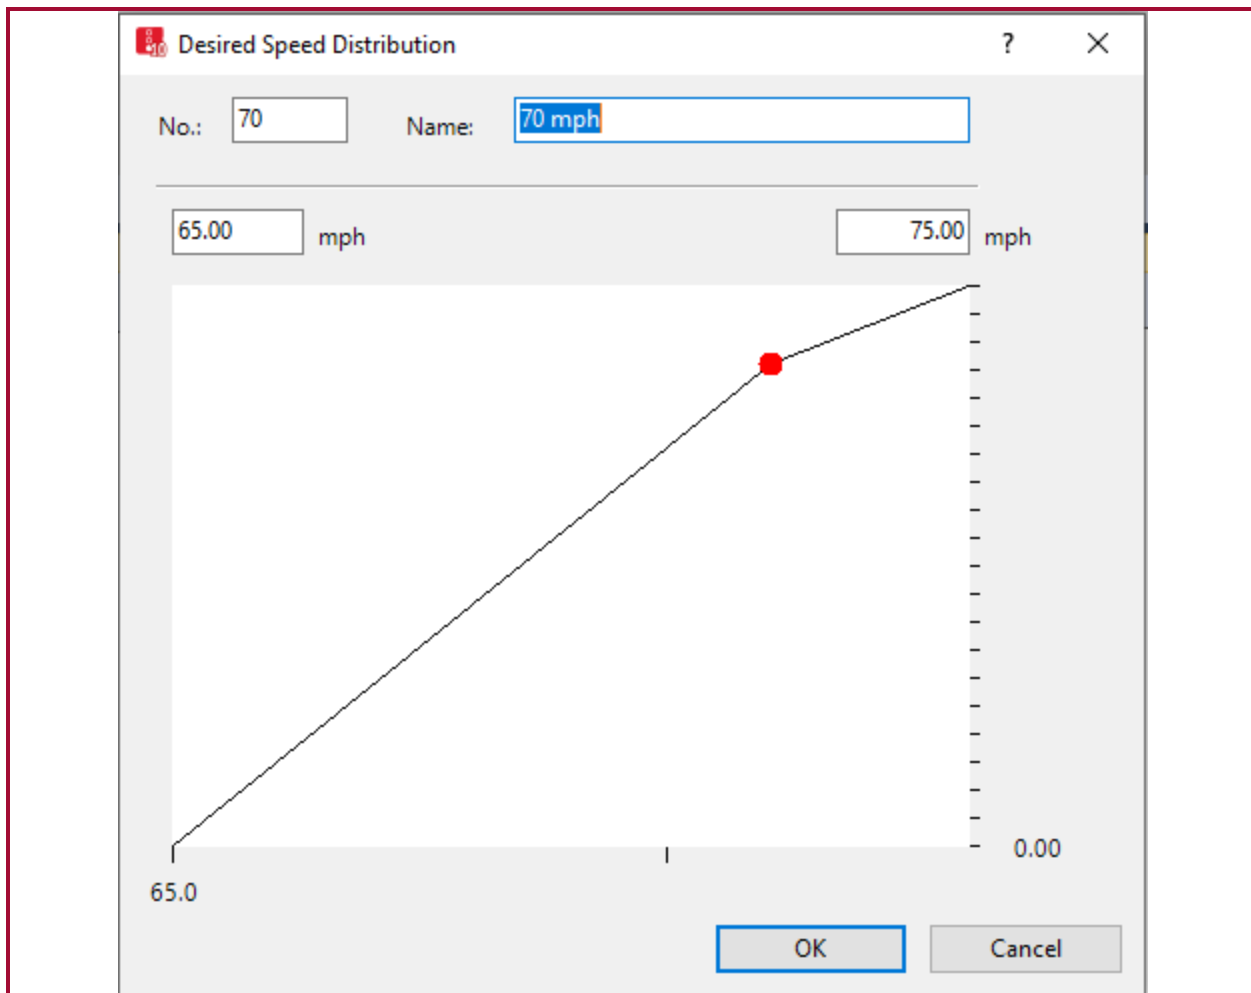 Desired Speed Distribution ?
No.: 70 Name: 70 mph
65.00 mph 75.00 mph
0.00
65.0
OK Cancel